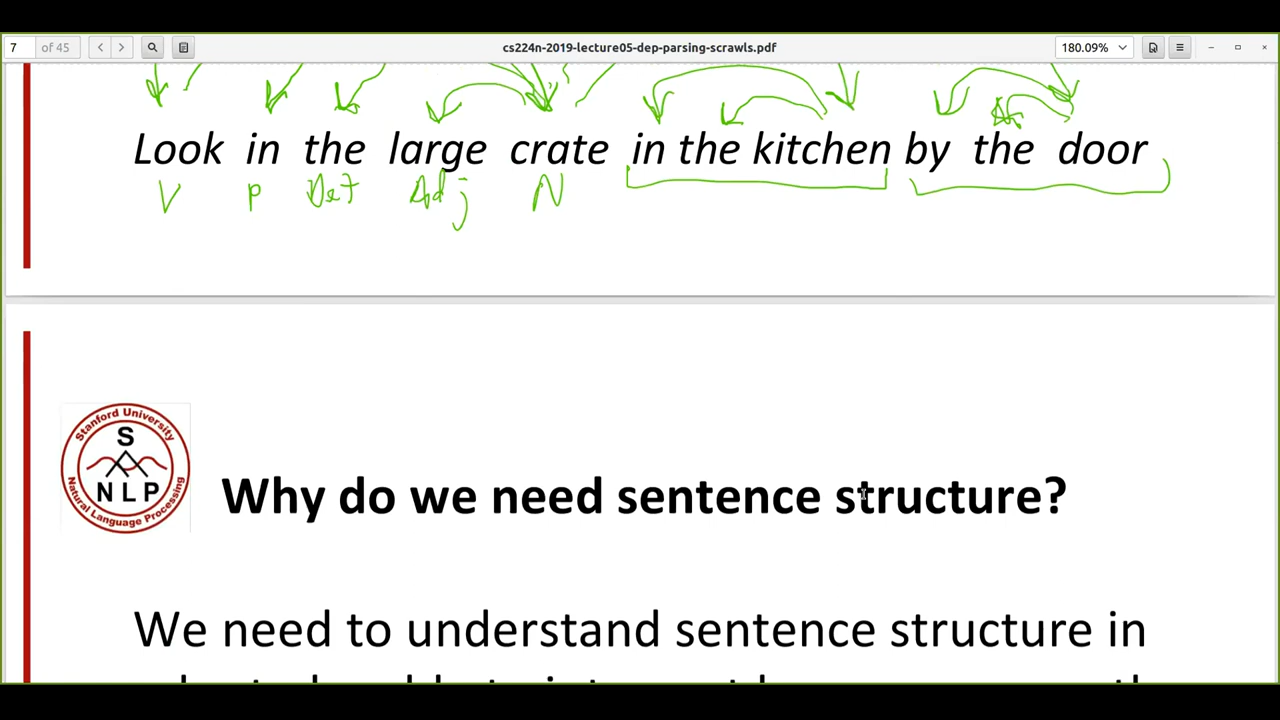 7 of 45 cs224n-2019-lecture05-dep-parsing-scrawls.pdf 180.09%
Look in the large crate in the kitchen by the door
V P Det Adj N
Stanford University
S
NLP
Natural Language Processing
Why do we need sentence structure?
We need to understand sentence structure in